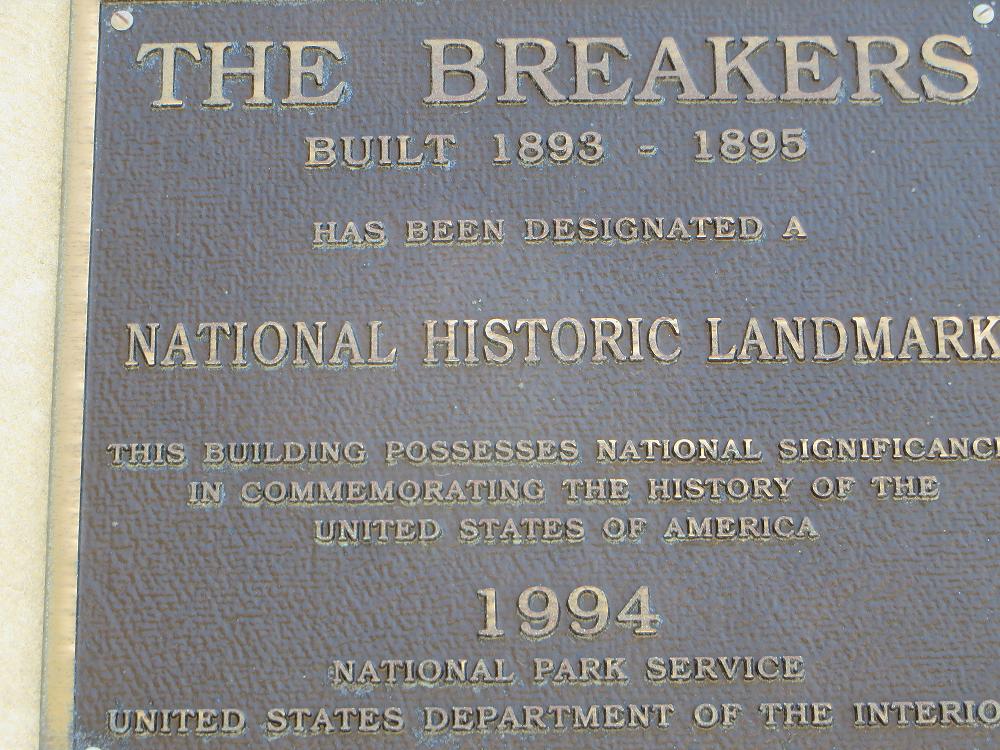 THE BREAKERS
BUILT 1893 - 1895
HAS BEEN DESIGNATED A
NATIONAL HISTORIC LANDMARK
THIS BUILDING POSSESSES NATIONAL SIGNIFICANCE
IN COMMEMORATING THE HISTORY OF THE
UNITED STATES OF AMERICA
1994
NATIONAL PARK SERVICE
UNITED STATES DEPARTMENT OF THE INTERIO